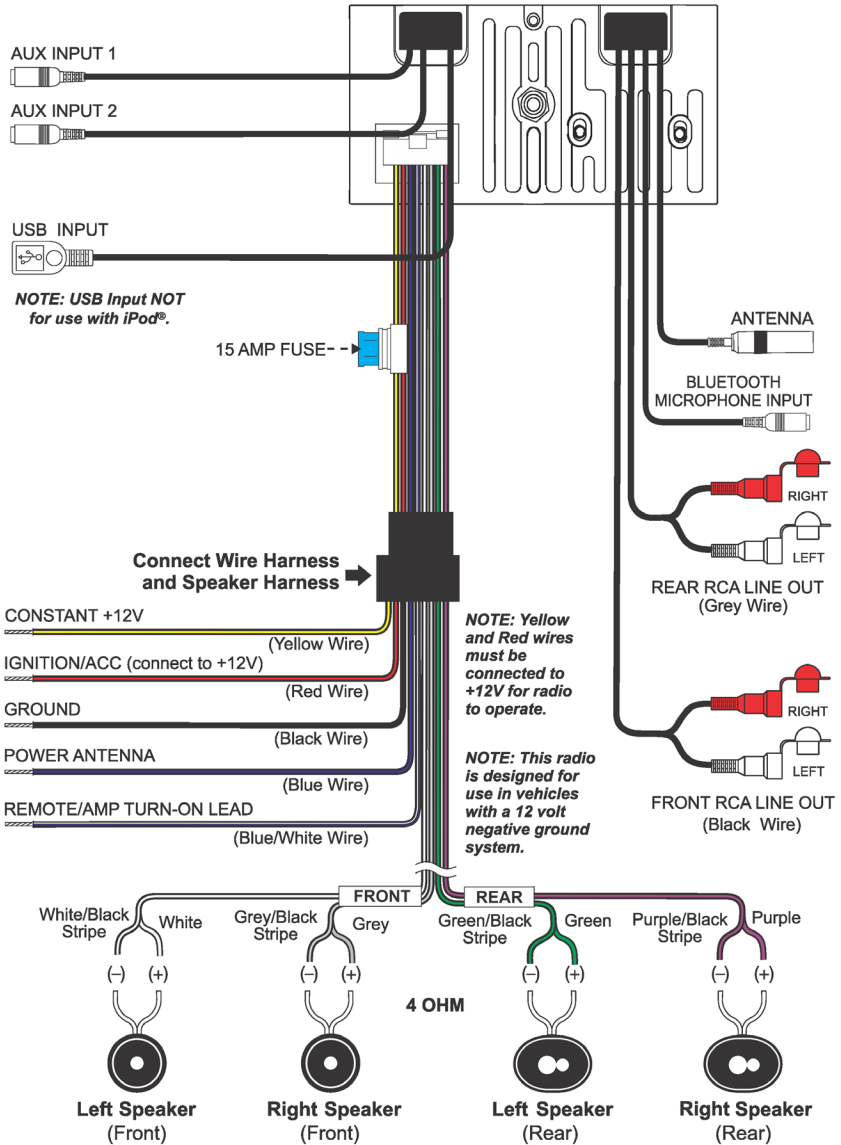 AUX INPUT 1
AUX INPUT 2
USB INPUT
NOTE: USB Input NOT
for use with iPod®.
15 AMP FUSE
ANTENNA
BLUETOOTH
MICROPHONE INPUT
RIGHT
LEFT
REAR RCA LINE OUT
(Grey Wire)
Connect Wire Harness
and Speaker Harness
CONSTANT +12V
(Yellow Wire)
IGNITION/ACC (connect to +12V)
(Red Wire)
GROUND
(Black Wire)
POWER ANTENNA
(Blue Wire)
REMOTE/AMP TURN-ON LEAD
(Blue/White Wire)
NOTE: Yellow
and Red wires
must be
connected to
+12V for radio
to operate.
NOTE: This radio
is designed for
use in vehicles
with a 12 volt
negative ground
system.
RIGHT
LEFT
FRONT RCA LINE OUT
(Black Wire)
FRONT
REAR
White/Black
Stripe
White
Grey/Black
Stripe
Grey
Green/Black
Stripe
Green
Purple/Black
Stripe
Purple
(–) (+)
(–) (+)
(–) (+)
(–) (+)
4 OHM
Left Speaker
(Front)
Right Speaker
(Front)
Left Speaker
(Rear)
Right Speaker
(Rear)